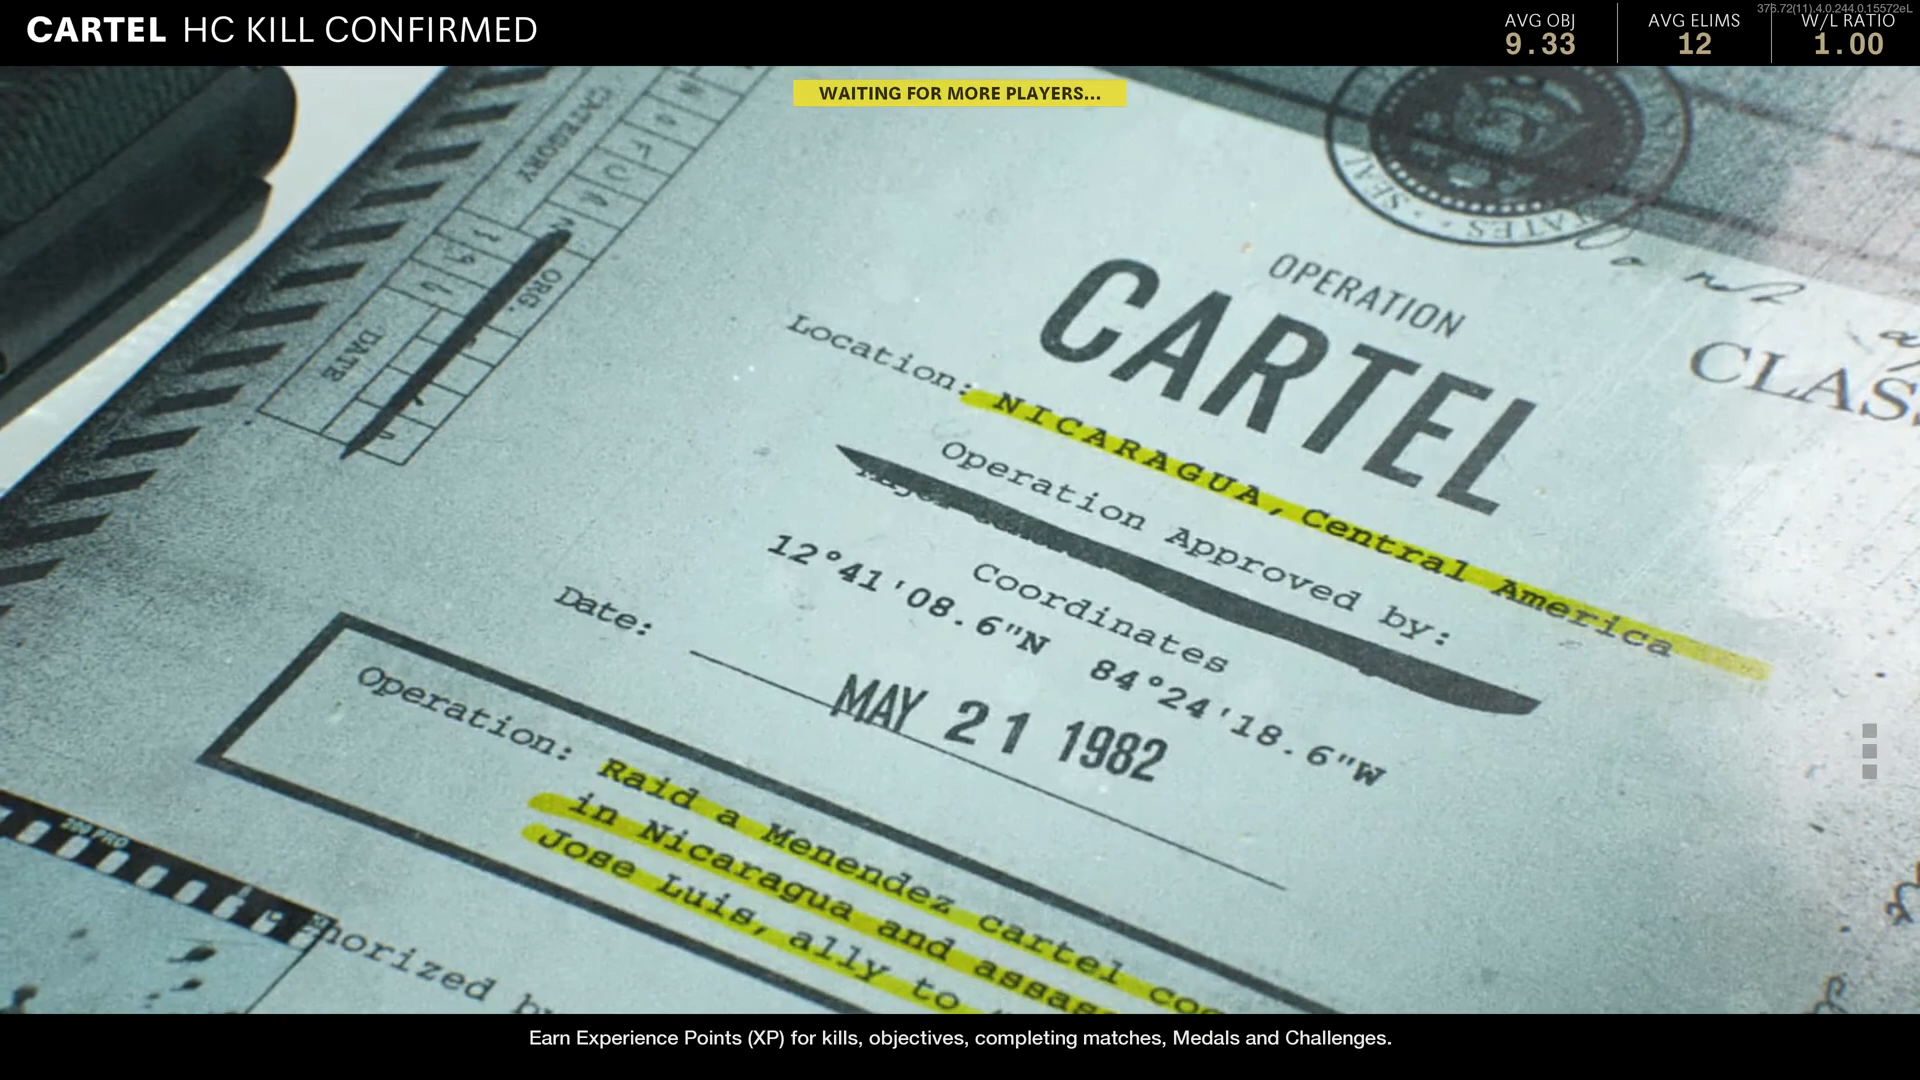 CARTEL HC KILL CONFIRMED
AVG OBJ
9.33
AVG ELIMS
12
W/L RATIO
1.00
WAITING FOR MORE PLAYERS...
CATEGORY
ORG.
DATE
OPERATION
CARTEL
CLAS
Location: NICARAGUA, Central America
Operation Approved by:
Coordinates
12°41'08.6"N 84°24'18.6"W
Date:
MAY 21 1982
Operation: Raid a Menendez cartel
in Nicaragua and assas
Jose Luis, ally to
horized by
Earn Experience Points (XP) for kills, objectives, completing matches, Medals and Challenges.